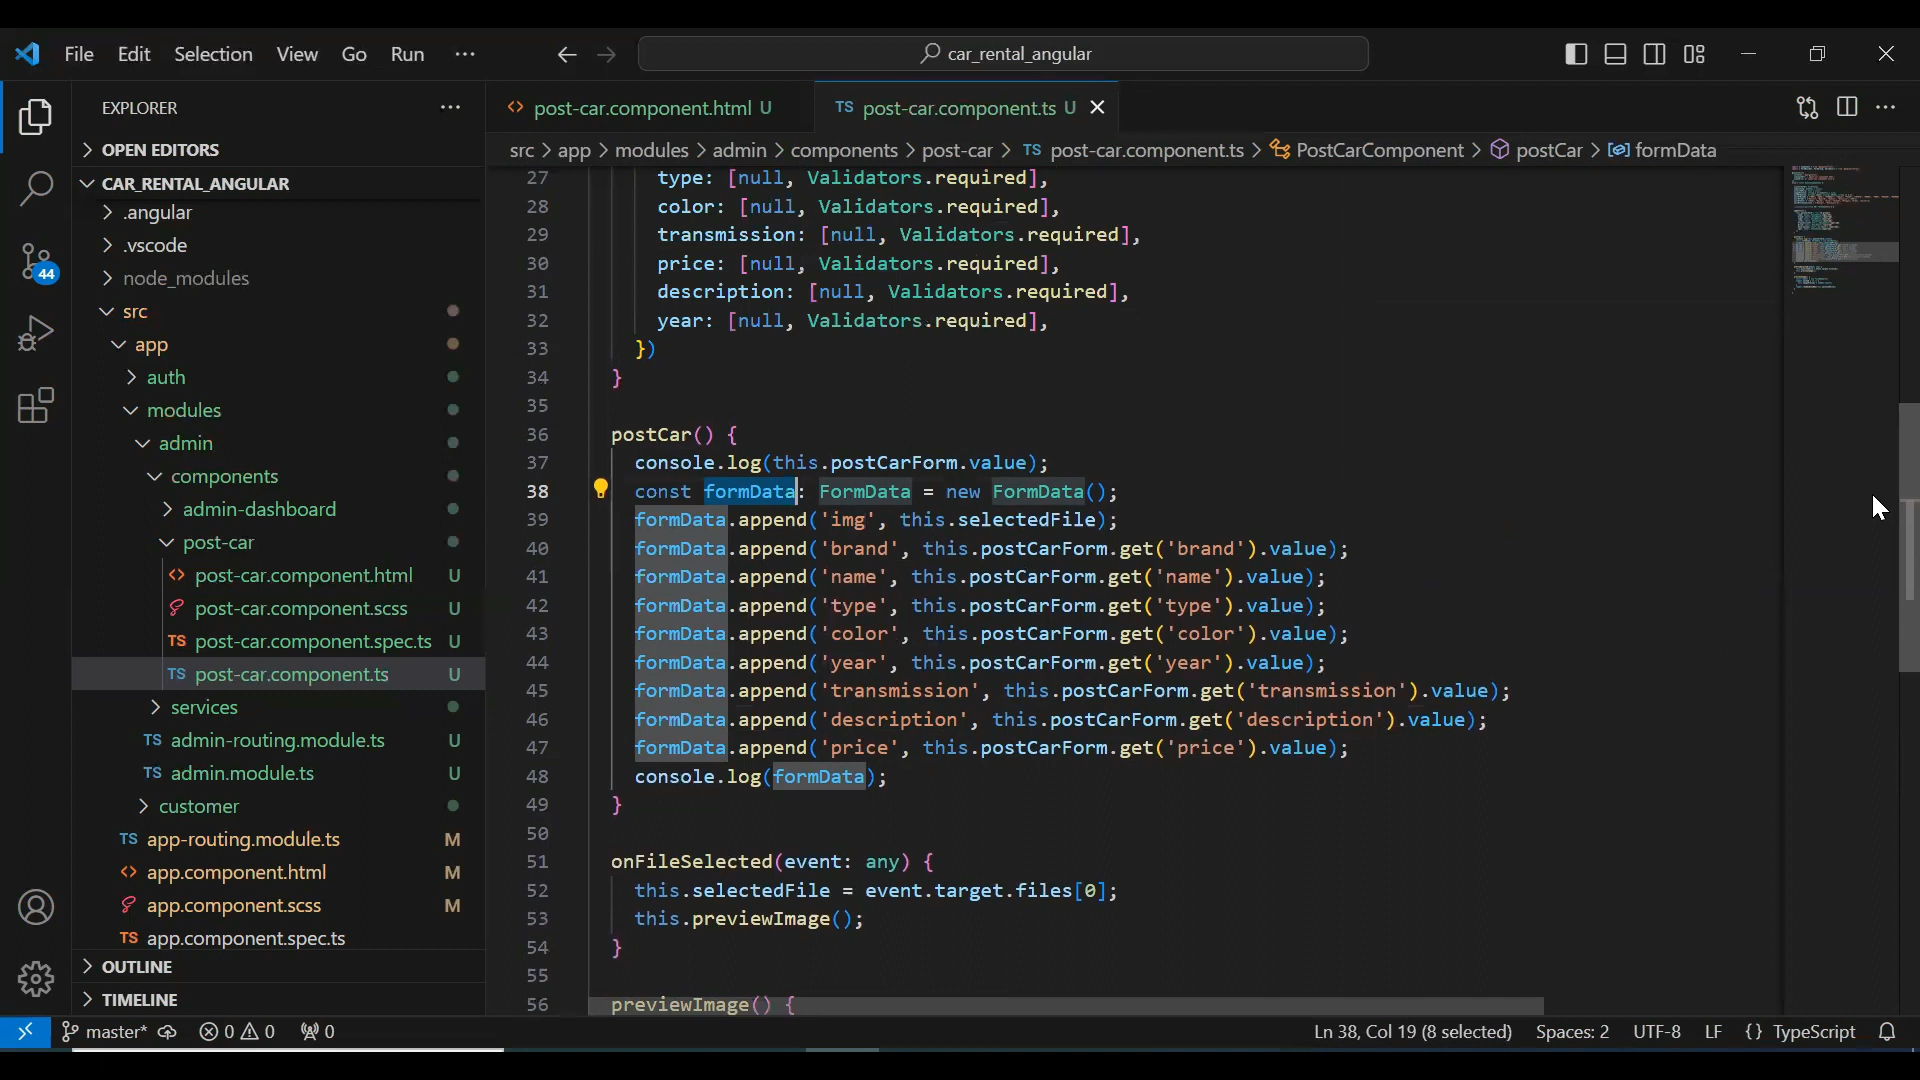 File Edit Selection View Go Run ··· car_rental_angular
EXPLORER
OPEN EDITORS
CAR_RENTAL_ANGULAR
.angular
.vscode
node_modules
src
app
auth
modules
admin
components
admin-dashboard
post-car
post-car.component.html U
post-car.component.scss U
post-car.component.spec.ts U
TS post-car.component.ts U
services
TS admin-routing.module.ts U
TS admin.module.ts U
customer
TS app-routing.module.ts M
app.component.html M
app.component.scss M
TS app.component.spec.ts
OUTLINE
TIMELINE
44
post-car.component.html U TS post-car.component.ts U
src > app > modules > admin > components > post-car > TS post-car.component.ts > PostCarComponent > postCar > formData
27 type: [null, Validators.required],
28 color: [null, Validators.required],
29 transmission: [null, Validators.required],
30 price: [null, Validators.required],
31 description: [null, Validators.required],
32 year: [null, Validators.required],
33 })
34 }
35
36 postCar() {
37 console.log(this.postCarForm.value);
38 const formData: FormData = new FormData();
39 formData.append('img', this.selectedFile);
40 formData.append('brand', this.postCarForm.get('brand').value);
41 formData.append('name', this.postCarForm.get('name').value);
42 formData.append('type', this.postCarForm.get('type').value);
43 formData.append('color', this.postCarForm.get('color').value);
44 formData.append('year', this.postCarForm.get('year').value);
45 formData.append('transmission', this.postCarForm.get('transmission').value);
46 formData.append('description', this.postCarForm.get('description').value);
47 formData.append('price', this.postCarForm.get('price').value);
48 console.log(formData);
49 }
50
51 onFileSelected(event: any) {
52 this.selectedFile = event.target.files[0];
53 this.previewImage();
54 }
55
56 previewImage() {
master* 0 0 0 Ln 38, Col 19 (8 selected) Spaces: 2 UTF-8 LF {} TypeScript